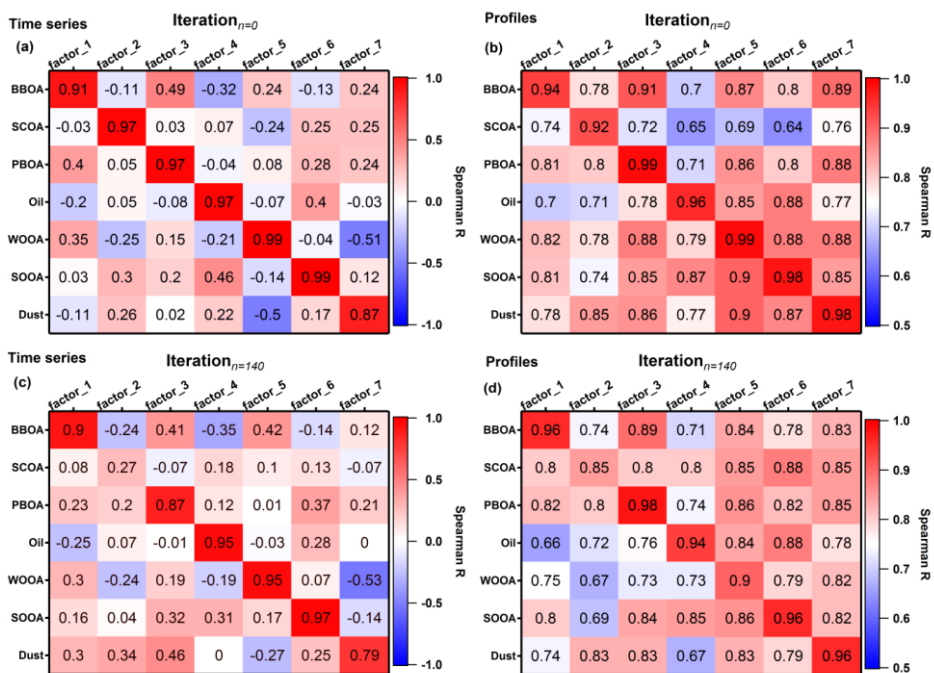 Time series Iteration n=0
(a) factor_1 factor_2 factor_3 factor_4 factor_5 factor_6 factor_7
BBOA 0.91 -0.11 0.49 -0.32 0.24 -0.13 0.24
SCOA -0.03 0.97 0.03 0.07 -0.24 0.25 0.25
PBOA 0.4 0.05 0.97 -0.04 0.08 0.28 0.24
Oil -0.2 0.05 -0.08 0.97 -0.07 0.4 -0.03
WOOA 0.35 -0.25 0.15 -0.21 0.99 -0.04 -0.51
SOOA 0.03 0.3 0.2 0.46 -0.14 0.99 0.12
Dust -0.11 0.26 0.02 0.22 -0.5 0.17 0.87
1.0
0.5
0.0
-0.5
-1.0
Spearman R
Profiles Iteration n=0
(b) factor_1 factor_2 factor_3 factor_4 factor_5 factor_6 factor_7
BBOA 0.94 0.78 0.91 0.7 0.87 0.8 0.89
SCOA 0.74 0.92 0.72 0.65 0.69 0.64 0.76
PBOA 0.81 0.8 0.99 0.71 0.86 0.8 0.88
Oil 0.7 0.71 0.78 0.96 0.85 0.88 0.77
WOOA 0.82 0.78 0.88 0.79 0.99 0.88 0.88
SOOA 0.81 0.74 0.85 0.87 0.9 0.98 0.85
Dust 0.78 0.85 0.86 0.77 0.9 0.87 0.98
1.0
0.9
0.8
0.7
0.6
0.5
Spearman R
Time series Iteration n=140
(c) factor_1 factor_2 factor_3 factor_4 factor_5 factor_6 factor_7
BBOA 0.9 -0.24 0.41 -0.35 0.42 -0.14 0.12
SCOA 0.08 0.27 -0.07 0.18 0.1 0.13 -0.07
PBOA 0.23 0.2 0.87 0.12 0.01 0.37 0.21
Oil -0.25 0.07 -0.01 0.95 -0.03 0.28 0
WOOA 0.3 -0.24 0.19 -0.19 0.95 0.07 -0.53
SOOA 0.16 0.04 0.32 0.31 0.17 0.97 -0.14
Dust 0.3 0.34 0.46 0 -0.27 0.25 0.79
1.0
0.5
0.0
-0.5
-1.0
Spearman R
Profiles Iteration n=140
(d) factor_1 factor_2 factor_3 factor_4 factor_5 factor_6 factor_7
BBOA 0.96 0.74 0.89 0.71 0.84 0.78 0.83
SCOA 0.8 0.85 0.8 0.8 0.85 0.88 0.85
PBOA 0.82 0.8 0.98 0.74 0.86 0.82 0.85
Oil 0.66 0.72 0.76 0.94 0.84 0.88 0.78
WOOA 0.75 0.67 0.73 0.73 0.9 0.79 0.82
SOOA 0.8 0.69 0.84 0.85 0.86 0.96 0.82
Dust 0.74 0.83 0.83 0.67 0.83 0.79 0.96
1.0
0.9
0.8
0.7
0.6
0.5
Spearman R